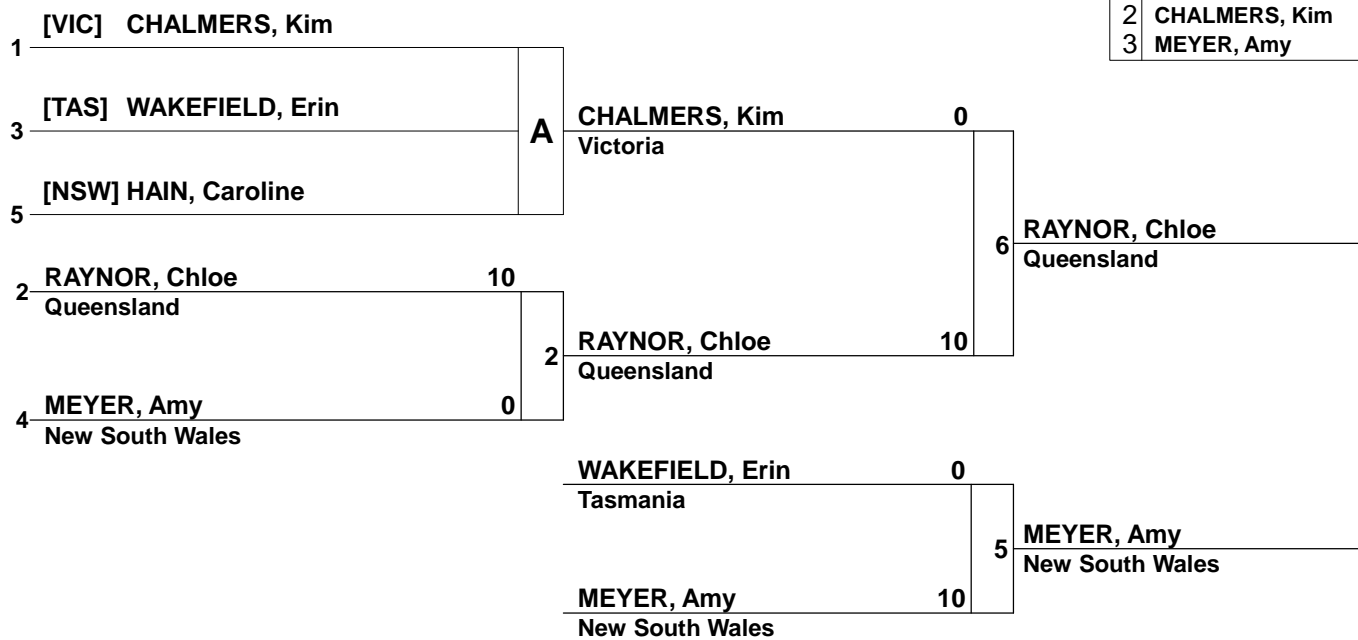 2 CHALMERS, Kim
3 MEYER, Amy
[VIC] CHALMERS, Kim
1
[TAS] WAKEFIELD, Erin
3
[NSW] HAIN, Caroline
5
A
CHALMERS, Kim 0
Victoria
RAYNOR, Chloe 10
2
Queensland
MEYER, Amy 0
4
New South Wales
2
RAYNOR, Chloe 10
Queensland
6
RAYNOR, Chloe
Queensland
WAKEFIELD, Erin 0
Tasmania
MEYER, Amy 10
New South Wales
5
MEYER, Amy
New South Wales